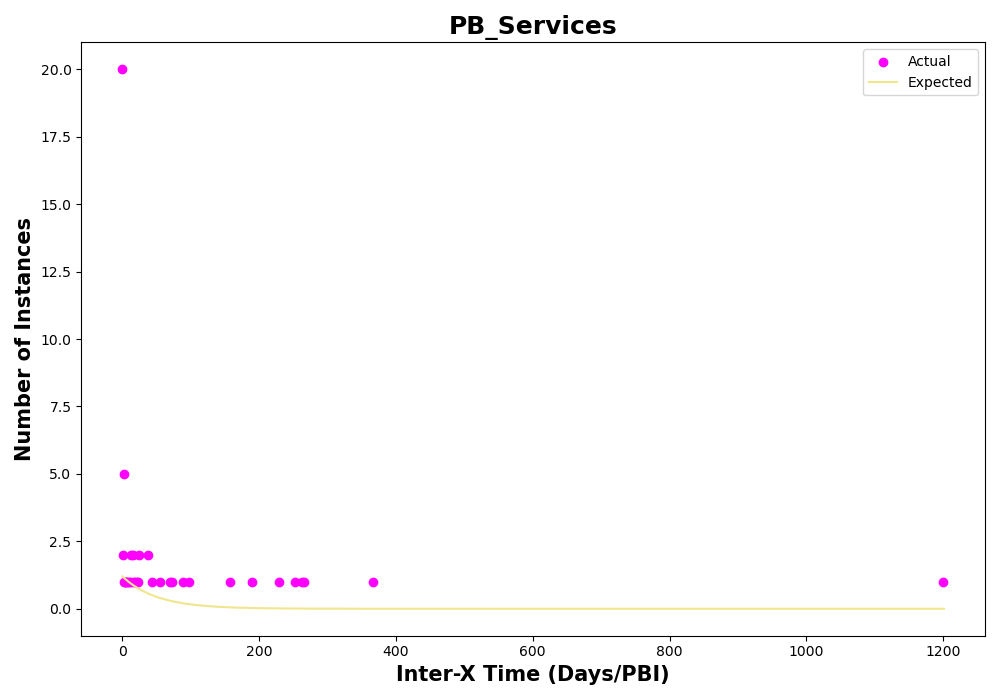 PB_Services
Actual
Expected
Number of Instances
20.0
17.5
15.0
12.5
10.0
7.5
5.0
2.5
0.0
0 200 400 600 800 1000 1200
Inter-X Time (Days/PBI)